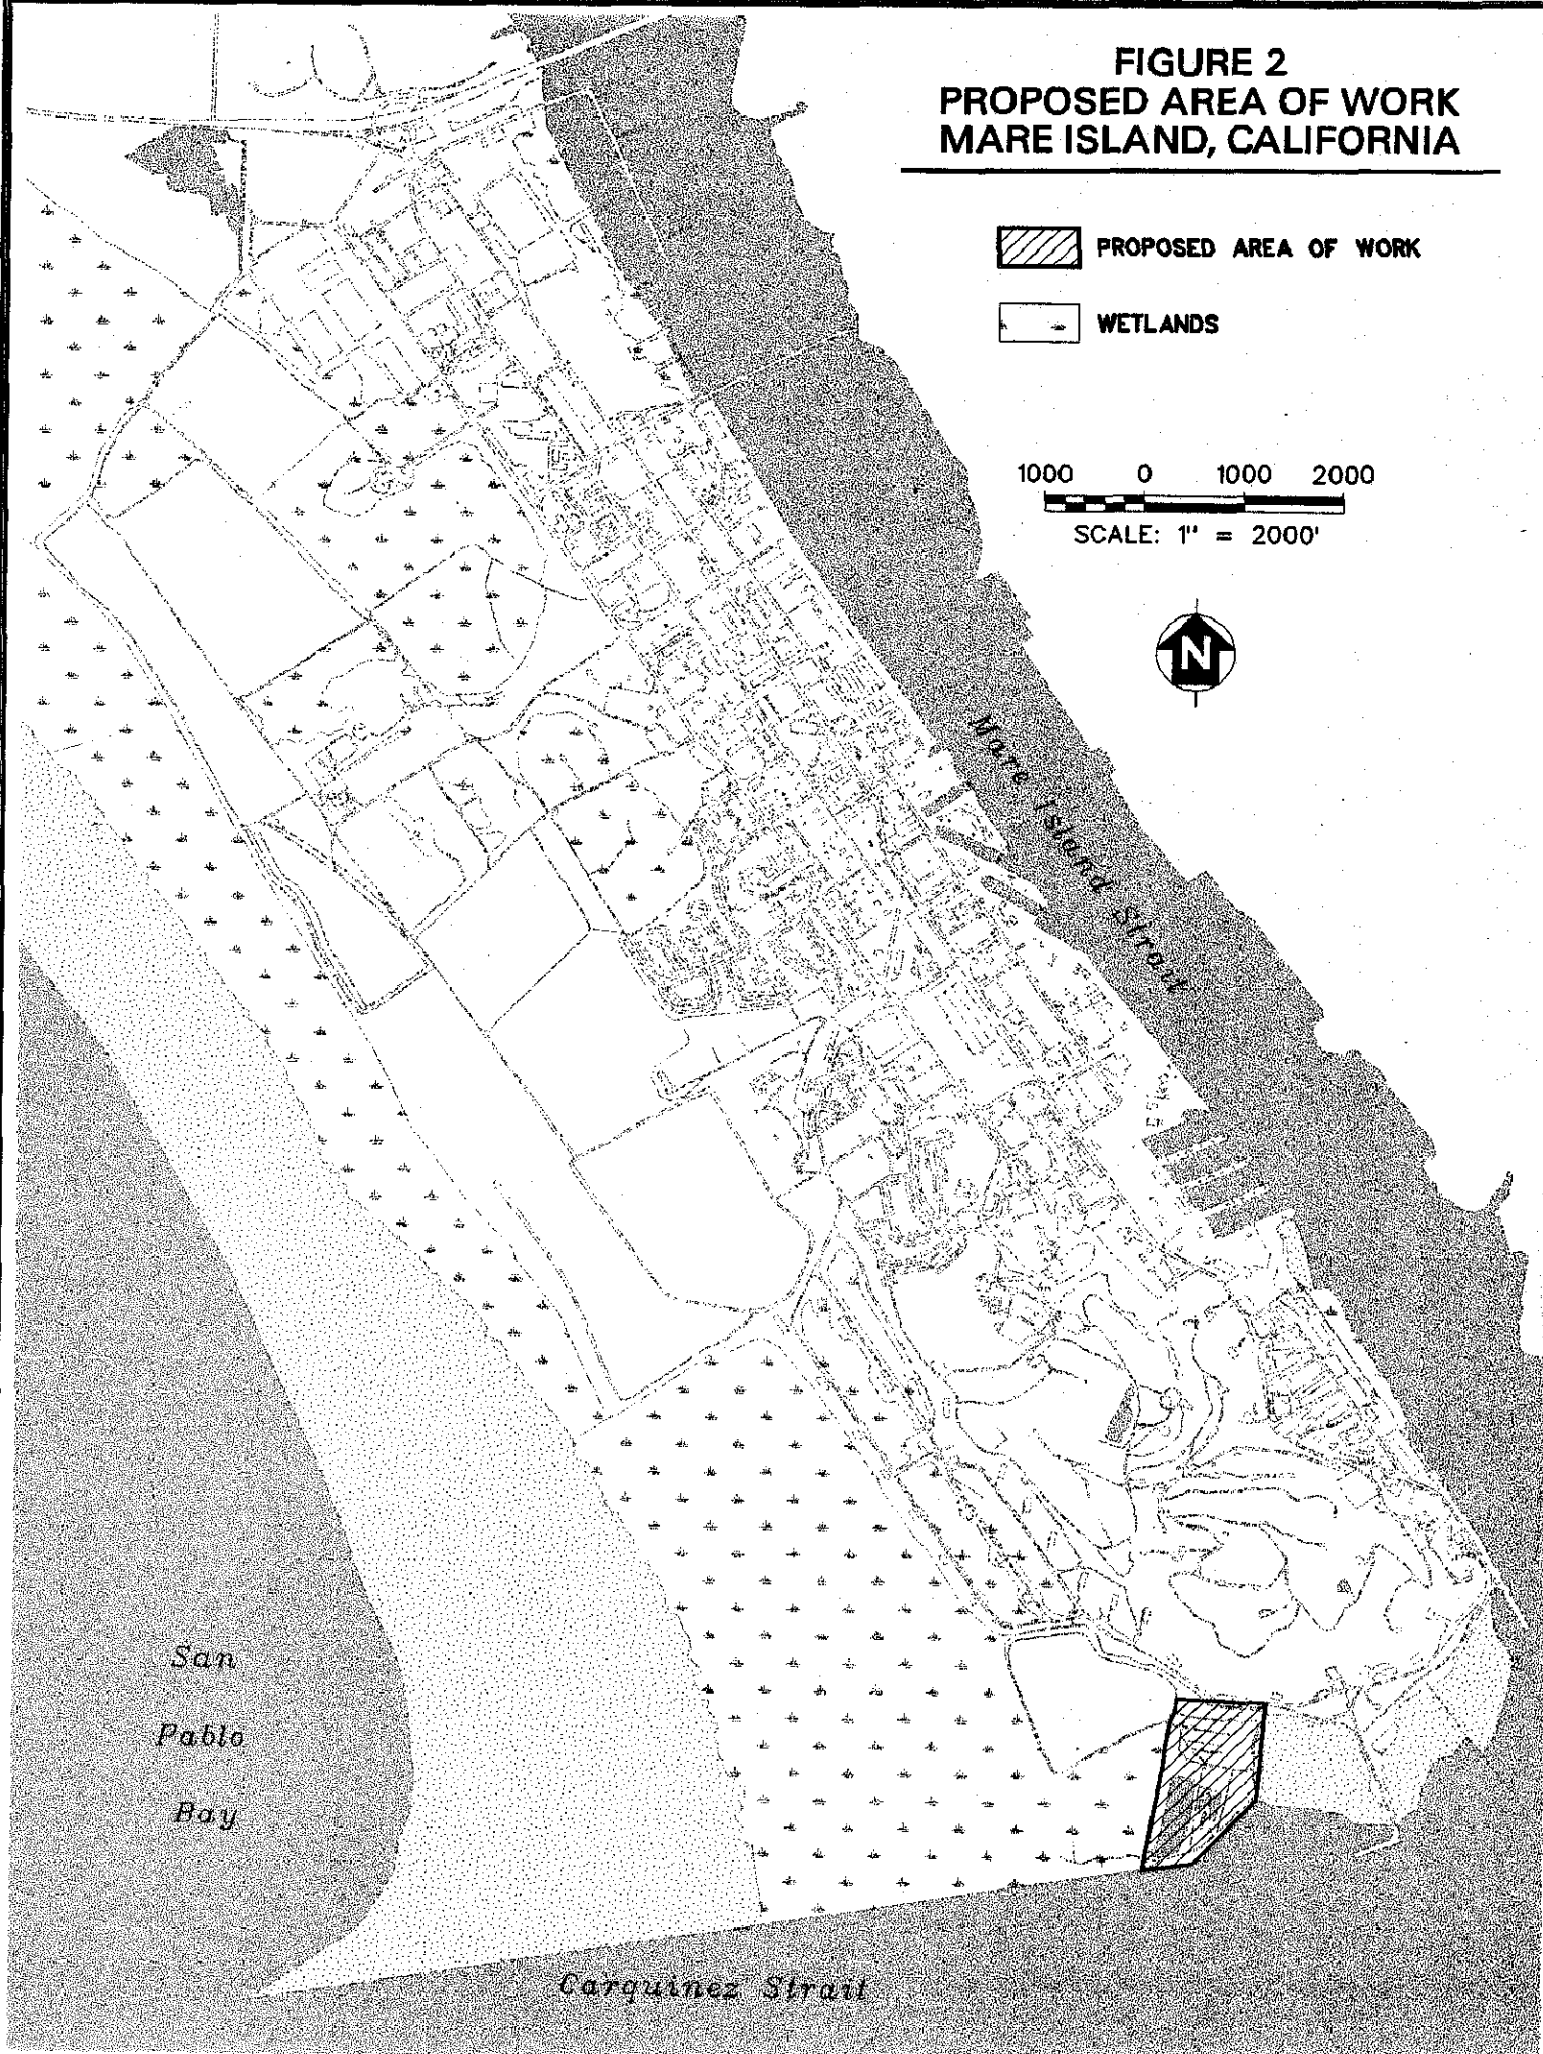 FIGURE 2
PROPOSED AREA OF WORK
MARE ISLAND, CALIFORNIA
PROPOSED AREA OF WORK
WETLANDS
1000 0 1000 2000
SCALE: 1" = 2000'
N
Mare Island Strait
San
Pablo
Bay
Carquinez Strait